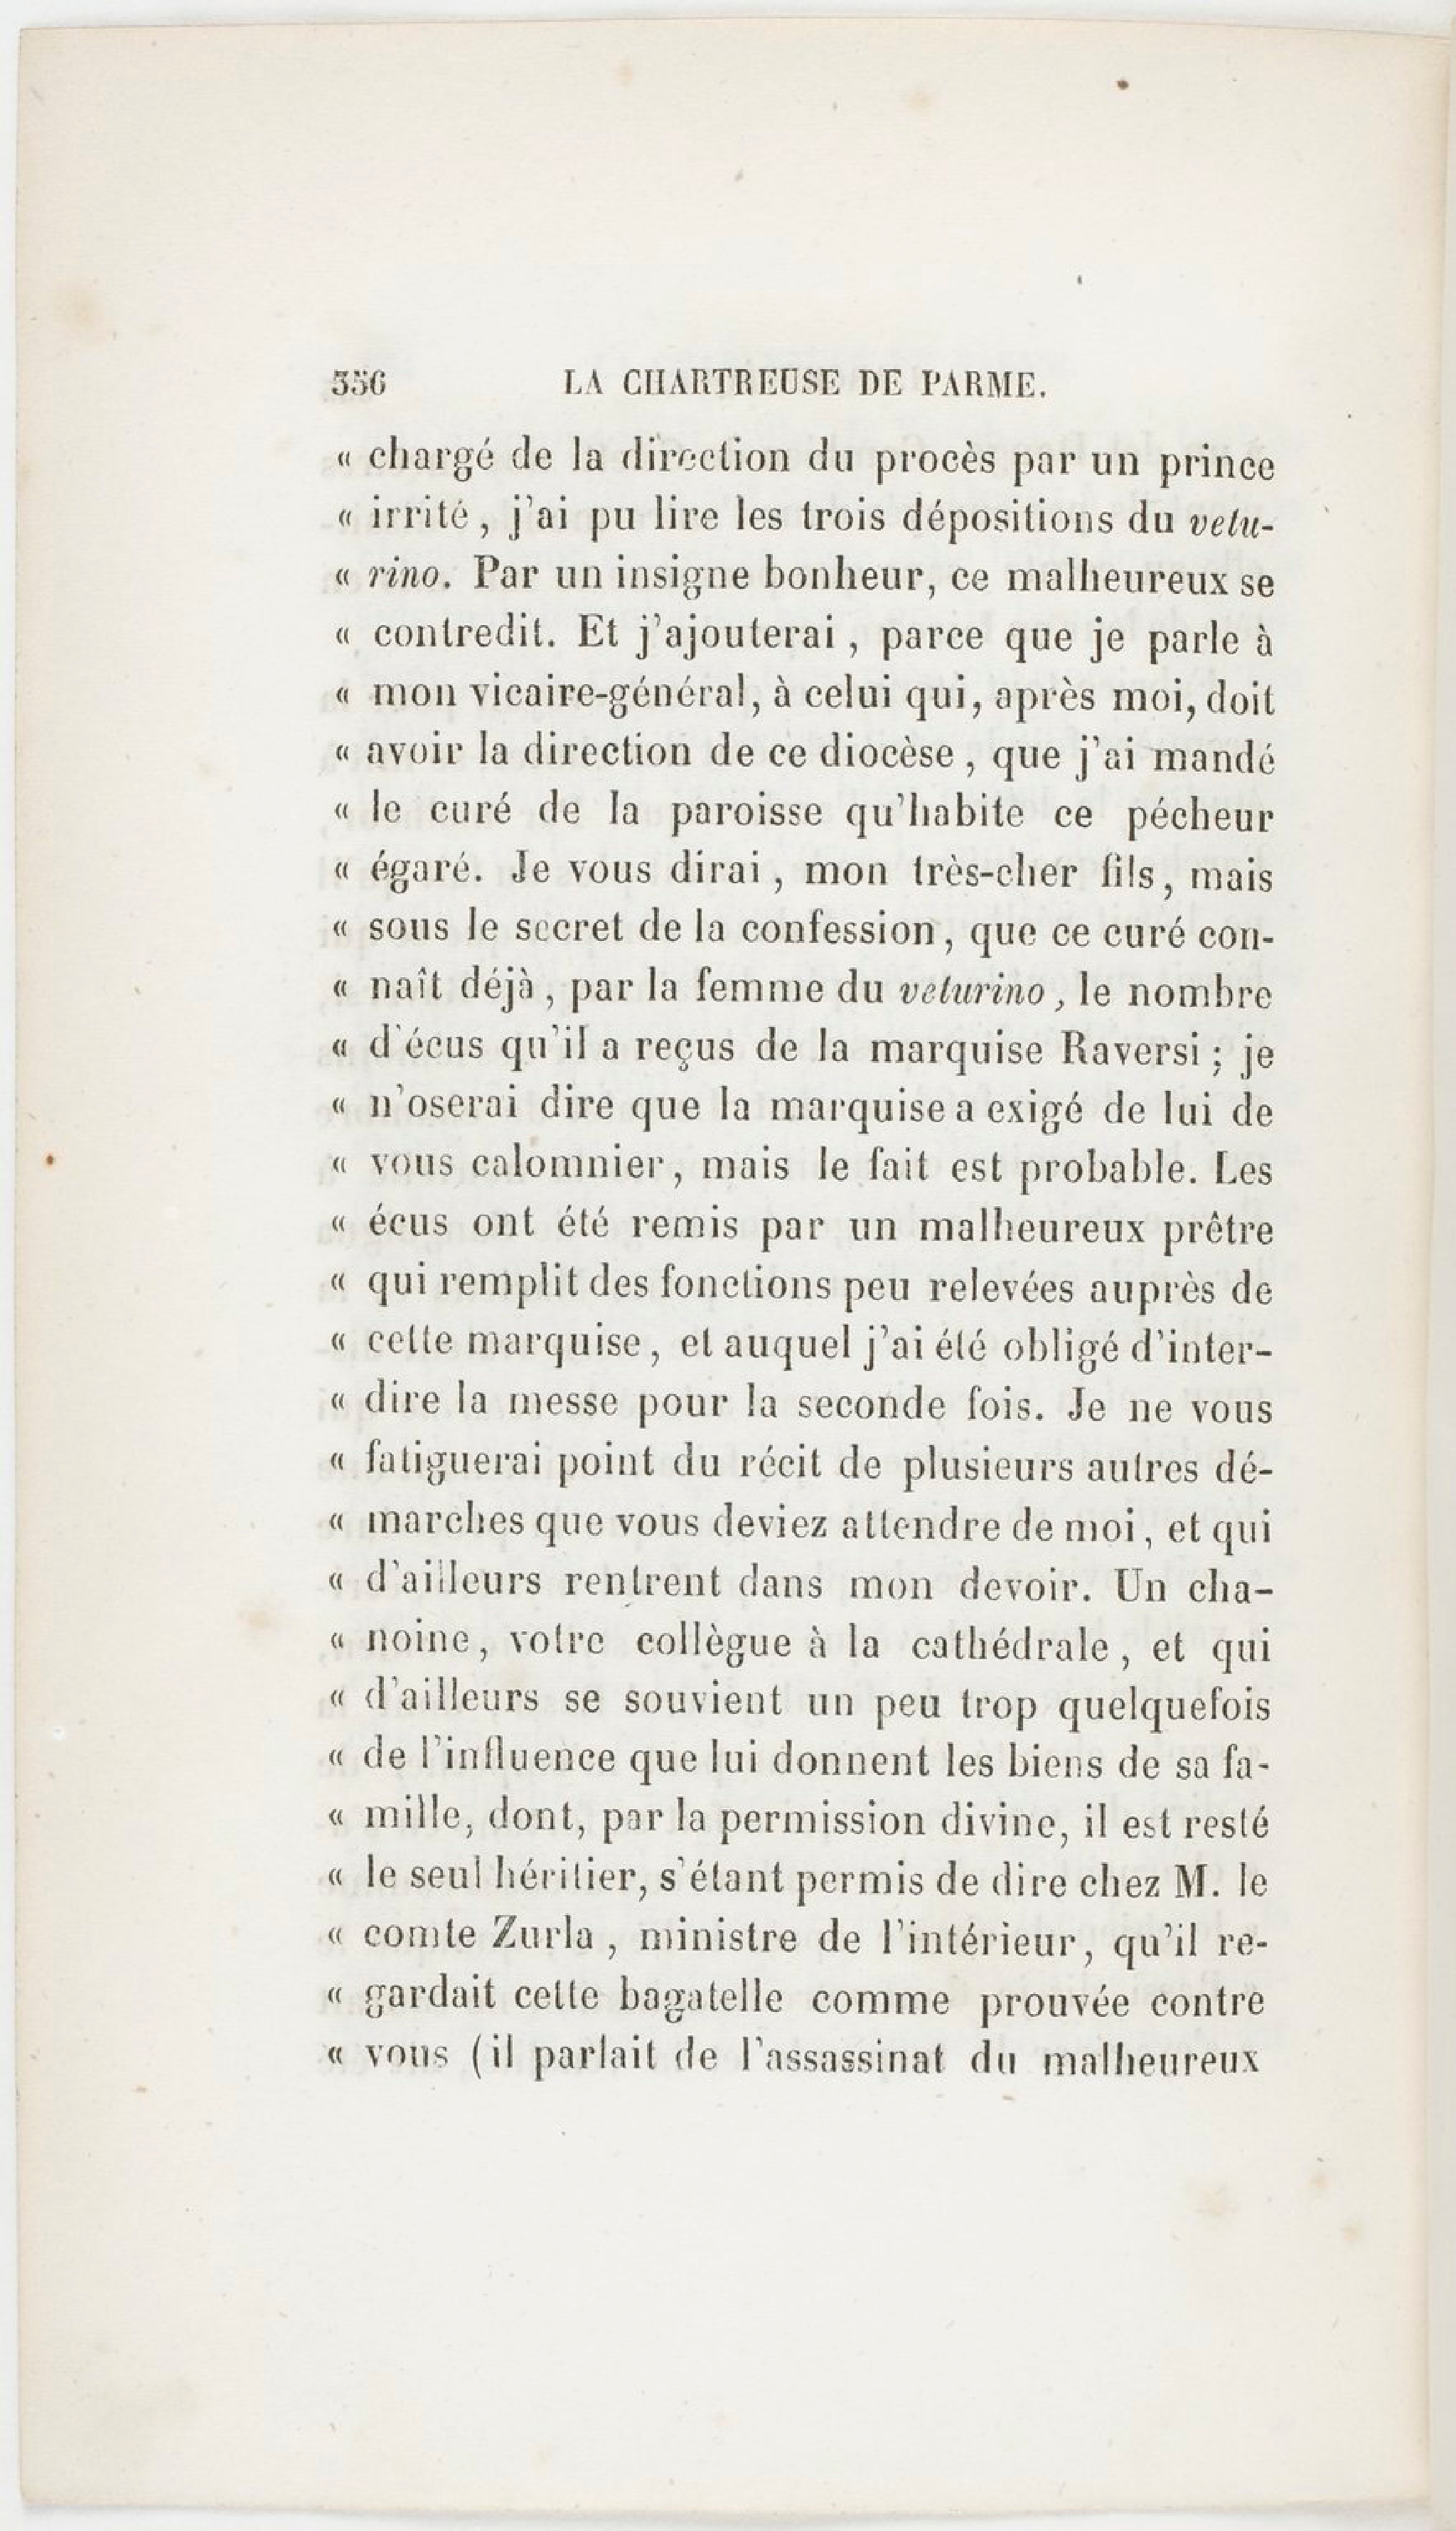 356 LA CHARTREUSE DE PARME.
« chargé de la direction du procès par un prince
« irrité, j'ai pu lire les trois dépositions du vetu-
« rino. Par un insigne bonheur, ce malheureux se
« contredit. Et j'ajouterai, parce que je parle à
« mon vicaire-général, à celui qui, après moi, doit
« avoir la direction de ce diocèse, que j'ai mandé
« le curé de la paroisse qu'habite ce pécheur
« égaré. Je vous dirai, mon très-cher fils, mais
« sous le secret de la confession, que ce curé con-
« naît déjà, par la femme du veturino, le nombre
« d'écus qu'il a reçus de la marquise Raversi; je
« n'oserai dire que la marquise a exigé de lui de
« vous calomnier, mais le fait est probable. Les
« écus ont été remis par un malheureux prêtre
« qui remplit des fonctions peu relevées auprès de
« cette marquise, et auquel j'ai été obligé d'inter-
« dire la messe pour la seconde fois. Je ne vous
« fatiguerai point du récit de plusieurs autres dé-
« marches que vous deviez attendre de moi, et qui
« d'ailleurs rentrent dans mon devoir. Un cha-
« noine, votre collègue à la cathédrale, et qui
« d'ailleurs se souvient un peu trop quelquefois
« de l'influence que lui donnent les biens de sa fa-
« mille, dont, par la permission divine, il est resté
« le seul héritier, s'étant permis de dire chez M. le
« comte Zurla, ministre de l'intérieur, qu'il re-
« gardait cette bagatelle comme prouvée contre
« vous (il parlait de l'assassinat du malheureux